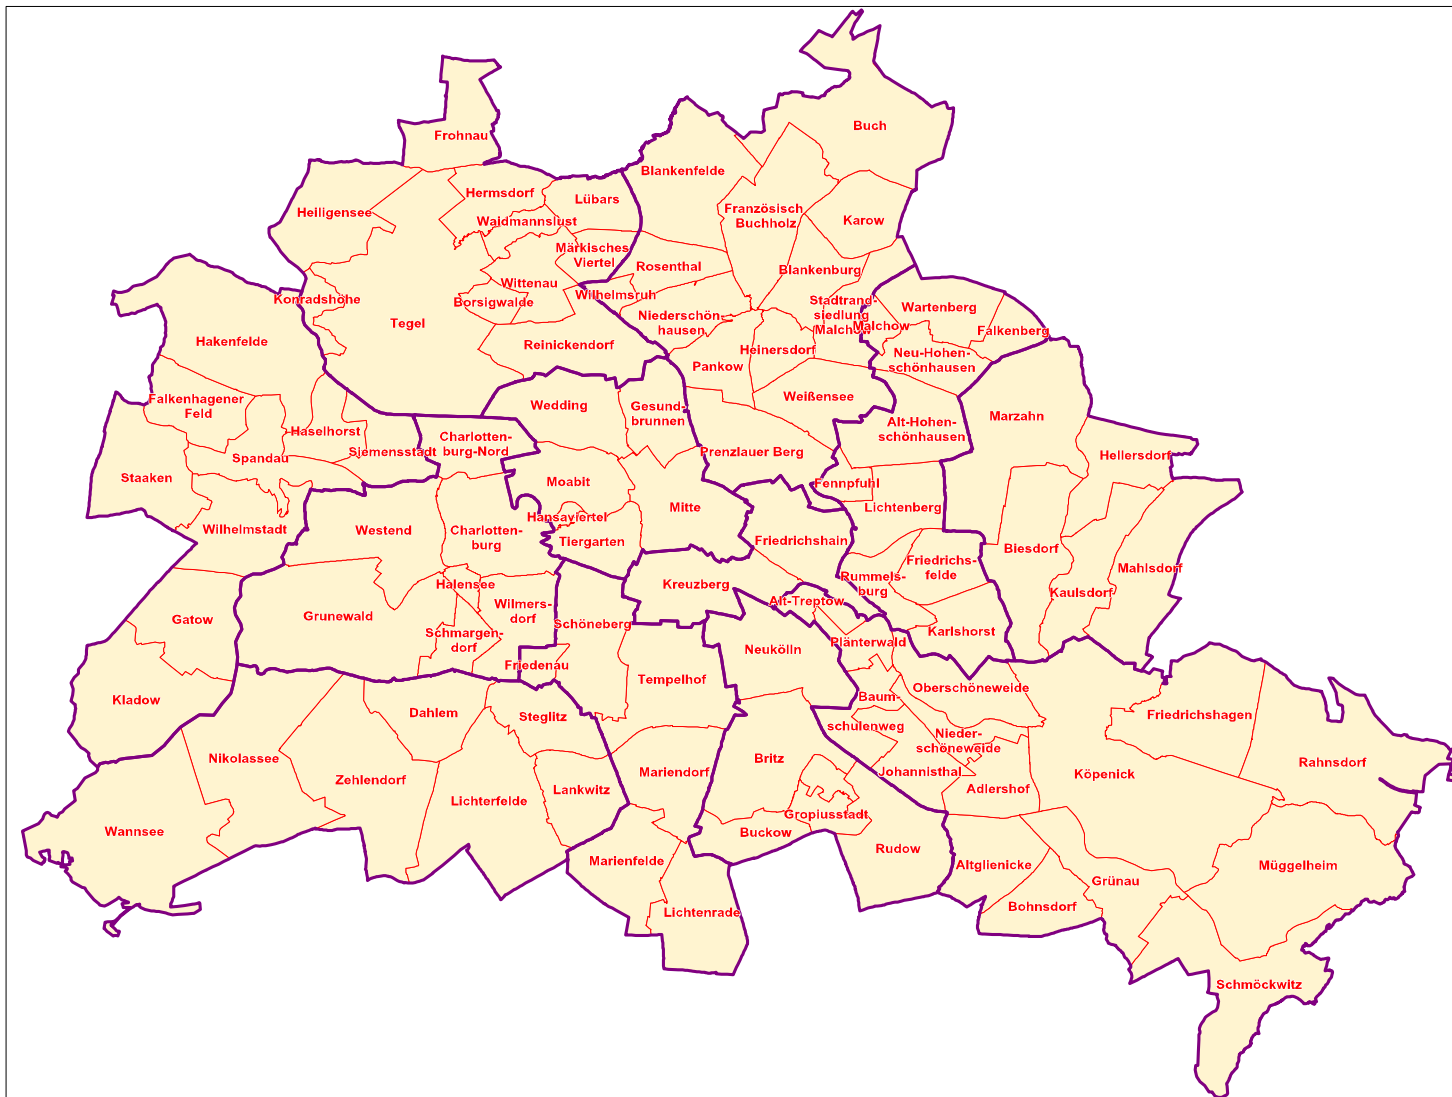 Buch
Frohnau
Blankenfelde
Hermsdorf
Lübars
Heiligensee
Französisch
Buchholz
Waidmannslust
Karow
Märkisches
Viertel
Rosenthal
Blankenburg
Wittenau
Wilhelmsruh
Konradshöhe
Borsigwalde
Stadtrand-
siedlung
Malchow
Wartenberg
Tegel
Niederschön-
hausen
Malchow
Falkenberg
Hakenfelde
Reinickendorf
Heinersdorf
Neu-Hohen-
schönhausen
Pankow
Falkenhagener
Feld
Wedding
Gesund-
brunnen
Weißensee
Marzahn
Haselhorst
Charlotten-
burg-Nord
Alt-Hohen-
schönhausen
Siemensstadt
Prenzlauer Berg
Hellersdorf
Spandau
Staaken
Moabit
Fennpfuhl
Mitte
Lichtenberg
Wilhelmstadt
Westend
Charlotten-
burg
Hansaviertel
Tiergarten
Friedrichshain
Biesdorf
Friedrichs-
felde
Mahlsdorf
Halensee
Kreuzberg
Rummels-
burg
Kaulsdorf
Gatow
Grunewald
Wilmers-
dorf
Schöneberg
Alt-Treptow
Karlshorst
Schmargen-
dorf
Plänterwald
Neukölln
Friedenau
Tempelhof
Oberschöneweide
Kladow
Baum-
schulenweg
Dahlem
Steglitz
Friedrichshagen
Nieder-
schöneweide
Nikolassee
Britz
Rahnsdorf
Zehlendorf
Mariendorf
Johannisthal
Köpenick
Lankwitz
Adlershof
Lichterfelde
Gropiusstadt
Wannsee
Buckow
Rudow
Marienfelde
Altglienicke
Müggelheim
Grünau
Bohnsdorf
Lichtenrade
Schmöckwitz